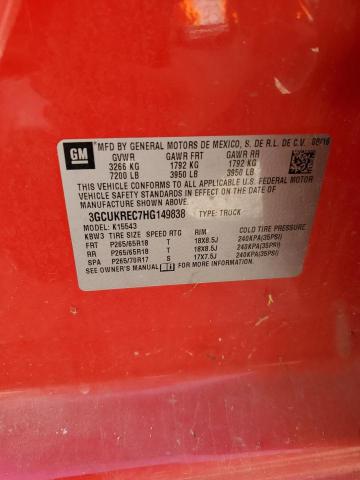 GM
MFD BY GENERAL MOTORS DE MEXICO, S. DE R.L. DE C.V. 08/16
GVWR GAWR FRT GAWR RR
3266 KG 1792 KG 1792 KG
7200 LB 3950 LB 3950 LB
THIS VEHICLE CONFORMS TO ALL APPLICABLE U.S. FEDERAL MOTOR
VEHICLE SAFETY STANDARDS IN EFFECT ON THE DATE OF
MANUFACTURE SHOWN ABOVE.
3GCUKREC7HG149838 TYPE: TRUCK
MODEL: K15543
KBW3 TIRE SIZE SPEED RTG RIM COLD TIRE PRESSURE
FRT P265/65R18 T 18X8.5J 240KPA(35PSI)
RR P265/65R18 T 18X8.5J 240KPA(35PSI)
SPA P265/70R17 S 17X7.5J 240KPA(35PSI)
SEE OWNER'S MANUAL FOR MORE INFORMATION.